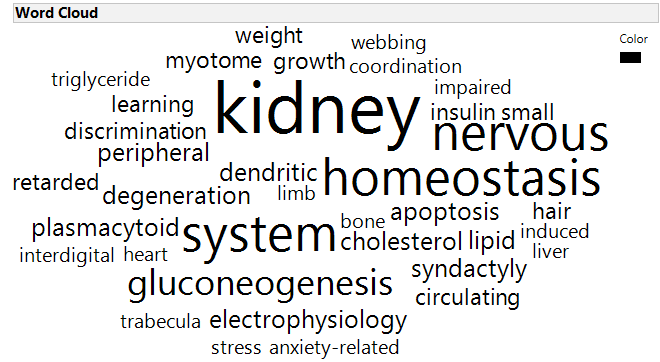 Word Cloud
Color
weight
webbing
myotome growth
coordination
triglyceride
impaired
learning
kidney
insulin small
discrimination
nervous
peripheral
dendritic
homeostasis
retarded
limb
degeneration
apoptosis
hair
plasmacytoid
system
bone
induced
cholesterol lipid
interdigital heart
liver
syndactyly
gluconeogenesis
circulating
trabecula electrophysiology
stress anxiety-related